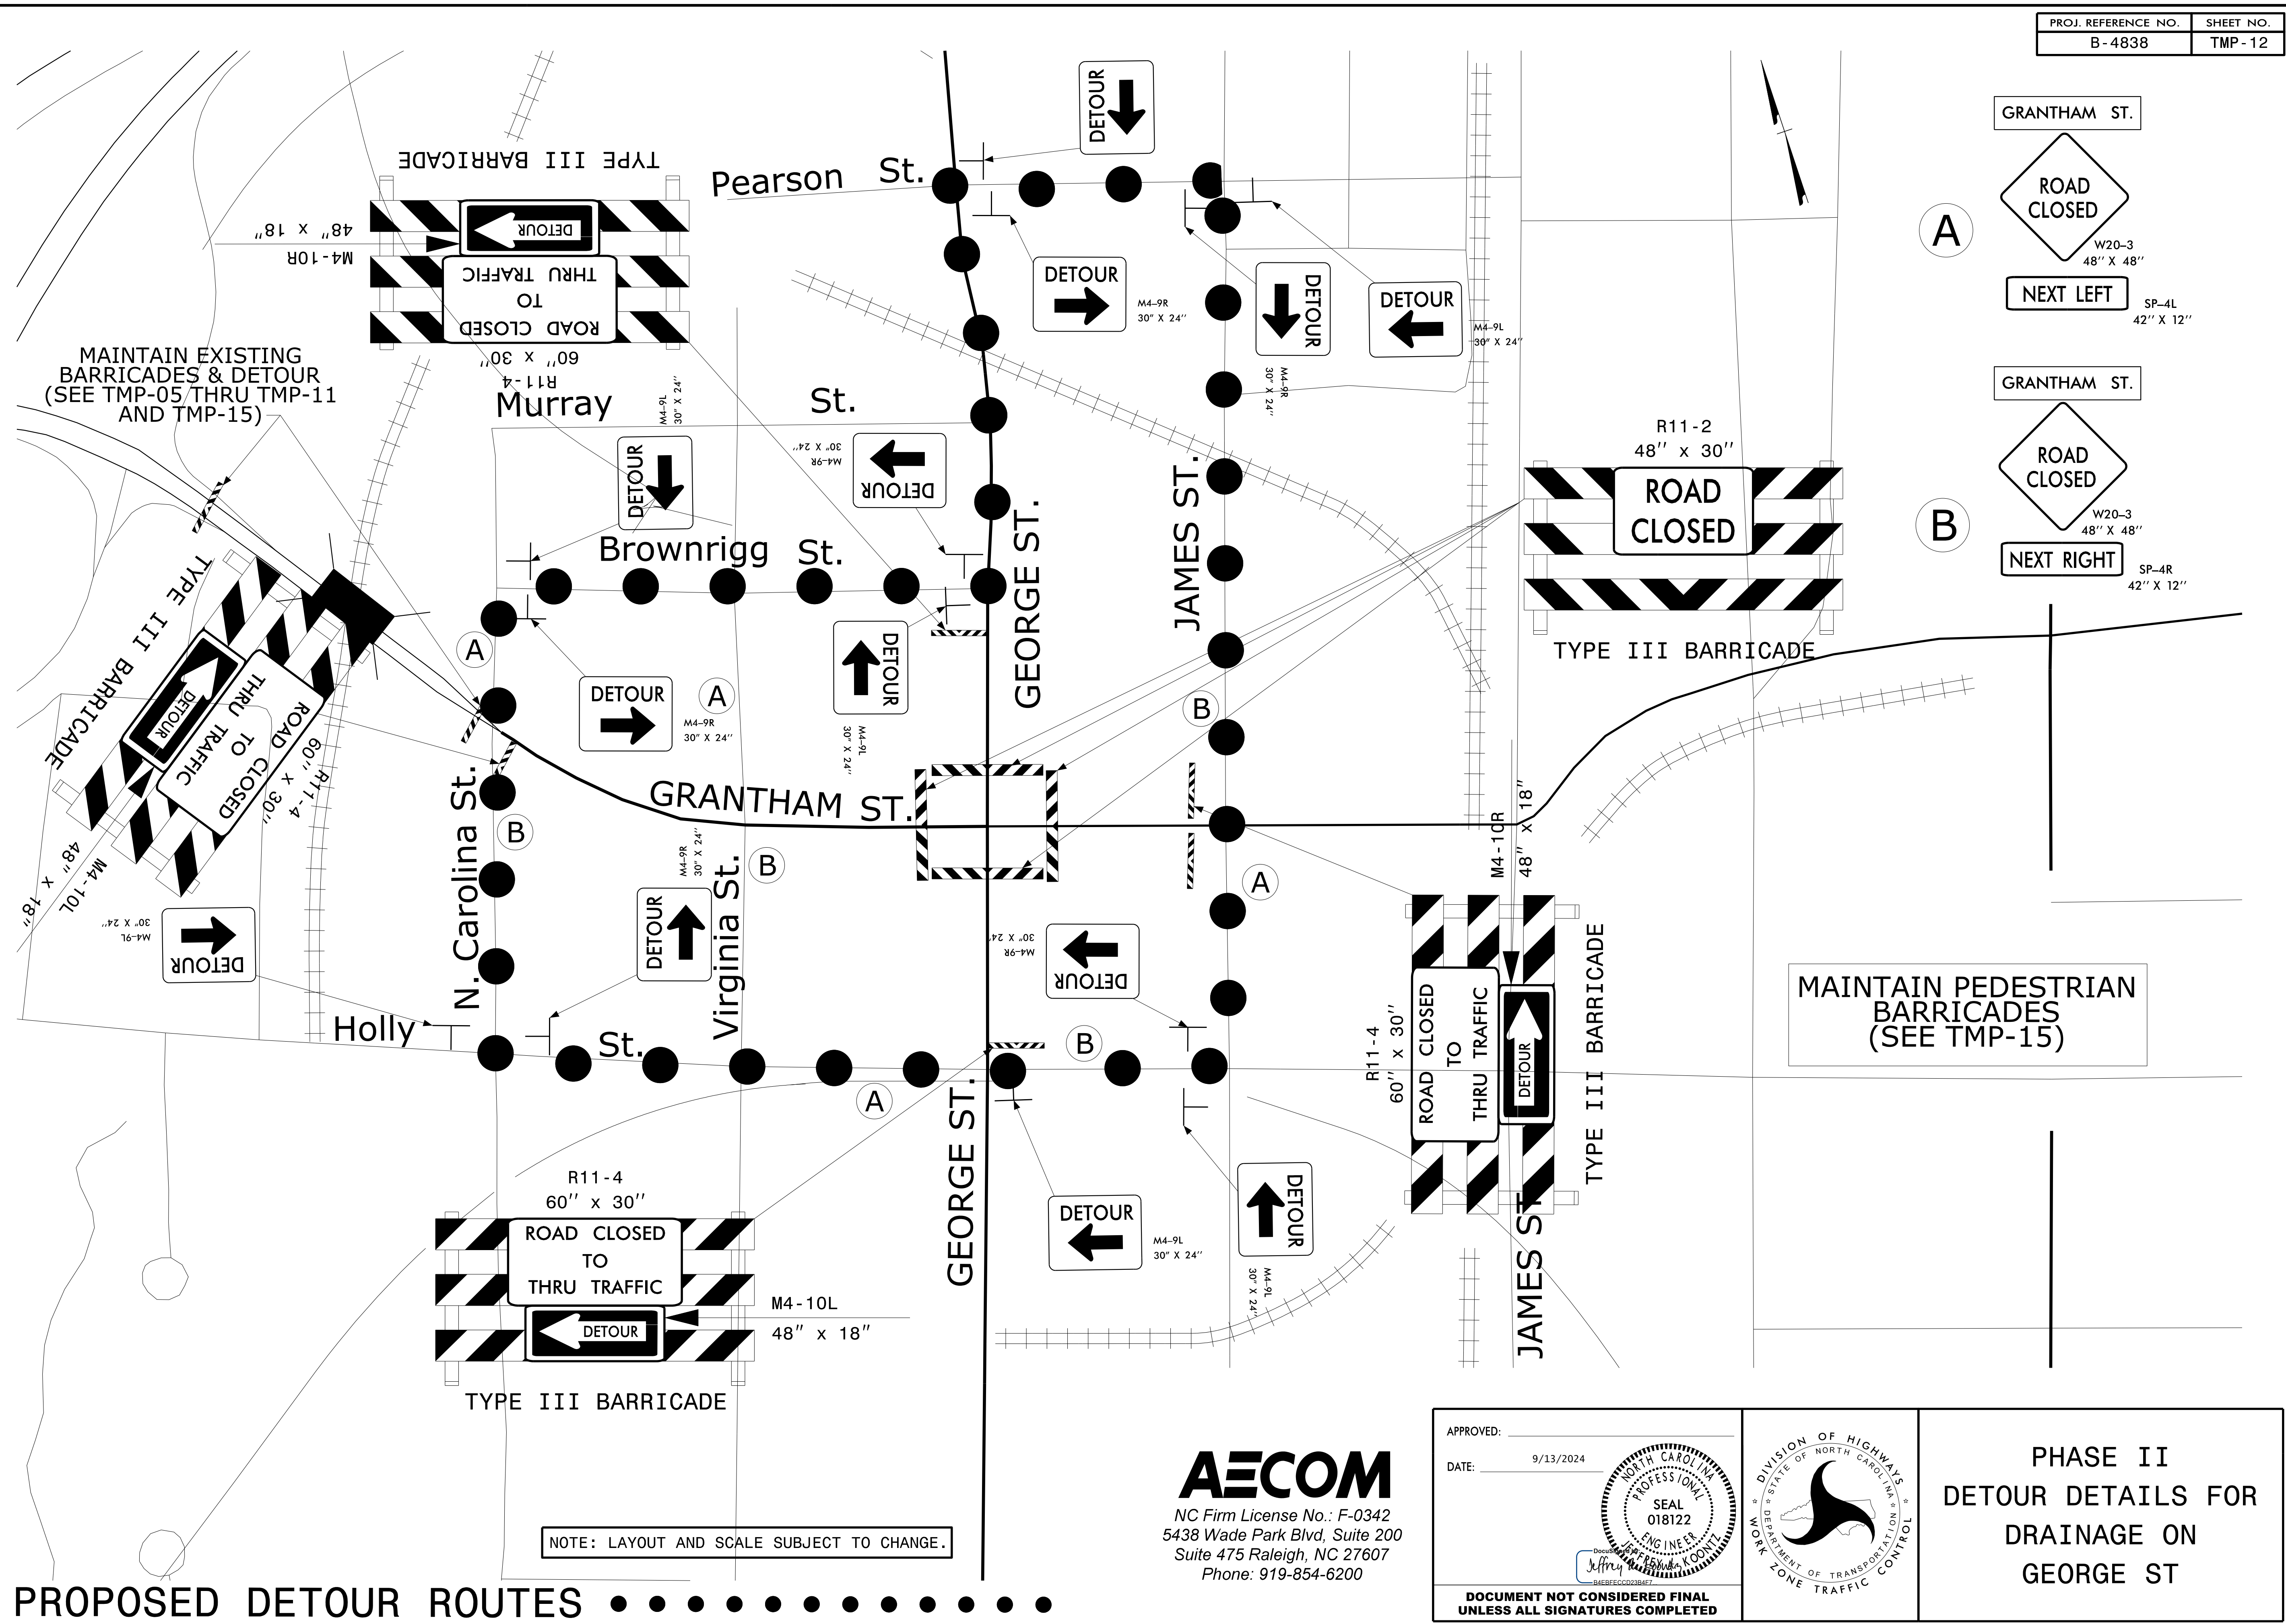 PROJ. REFERENCE NO.
SHEET NO.
B-4838
TMP-12
DETOUR
GRANTHAM ST.
ROAD
CLOSED
W20-3
48'' X 48''
NEXT LEFT
SP-4L
42'' X 12''
A
TYPE III BARRICADE
M4-10R
48" x 18"
DETOUR
ROAD CLOSED
TO
THRU TRAFFIC
R11-4
60" x 30"
Pearson St.
DETOUR
M4-9R
30" X 24"
DETOUR
M4-9R
30" X 24"
DETOUR
M4-9L
30" X 24"
MAINTAIN EXISTING
BARRICADES & DETOUR
(SEE TMP-05 THRU TMP-11
AND TMP-15)
Murray St.
M4-9L
30" X 24"
DETOUR
DETOUR
M4-9R
30" X 24"
GRANTHAM ST.
ROAD
CLOSED
W20-3
48'' X 48''
NEXT RIGHT
SP-4R
42'' X 12''
B
R11-2
48'' x 30''
ROAD
CLOSED
TYPE III BARRICADE
Brownrigg St.
GEORGE ST.
JAMES ST.
TYPE III BARRICADE
DETOUR
ROAD CLOSED
TO
THRU TRAFFIC
R11-4
60" x 30"
M4-10L
48" x 18"
A
DETOUR
M4-9R
30" X 24"
A
DETOUR
M4-9L
30" X 24"
B
GRANTHAM ST.
N. Carolina St.
B
M4-9R
30" X 24"
DETOUR
Virginia St.
B
A
DETOUR
M4-9L
30" X 24"
DETOUR
M4-9R
30" X 24"
M4-10R
48'' x 18''
R11-4
60'' x 30''
ROAD CLOSED
TO
THRU TRAFFIC
DETOUR
TYPE III BARRICADE
JAMES ST
MAINTAIN PEDESTRIAN
BARRICADES
(SEE TMP-15)
Holly St.
B
A
GEORGE ST.
R11-4
60'' x 30''
ROAD CLOSED
TO
THRU TRAFFIC
DETOUR
M4-10L
48" x 18"
TYPE III BARRICADE
DETOUR
M4-9L
30" X 24"
DETOUR
M4-9L
30" X 24"
NOTE: LAYOUT AND SCALE SUBJECT TO CHANGE.
PROPOSED DETOUR ROUTES
AECOM
NC Firm License No.: F-0342
5438 Wade Park Blvd, Suite 200
Suite 475 Raleigh, NC 27607
Phone: 919-854-6200
APPROVED:
DATE: 9/13/2024
NORTH CAROLINA
PROFESSIONAL
SEAL
018122
ENGINEER
JEFFREY KOONTZ
B4EBFECCD23B4F7...
DOCUMENT NOT CONSIDERED FINAL
UNLESS ALL SIGNATURES COMPLETED
DIVISION OF HIGHWAYS
STATE OF NORTH CAROLINA
DEPARTMENT OF TRANSPORTATION
WORK ZONE TRAFFIC CONTROL
PHASE II
DETOUR DETAILS FOR
DRAINAGE ON
GEORGE ST